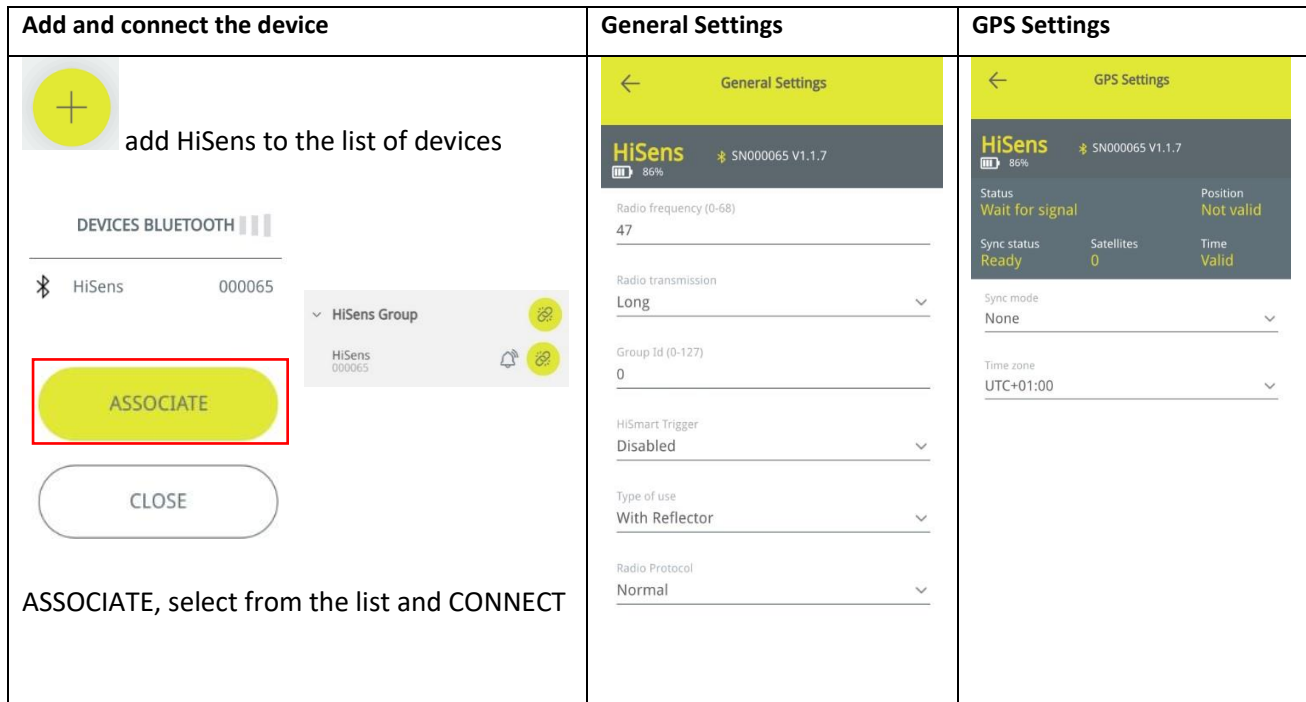 Add and connect the device
add HiSens to the list of devices
DEVICES BLUETOOTH
HiSens 000065
HiSens Group
HiSens
000065
ASSOCIATE
CLOSE
ASSOCIATE, select from the list and CONNECT
General Settings
General Settings
HiSens SN000065 V1.1.7
86%
Radio frequency (0-68)
47
Radio transmission
Long
Group Id (0-127)
0
HiSmart Trigger
Disabled
Type of use
With Reflector
Radio Protocol
Normal
GPS Settings
GPS Settings
HiSens SN000065 V1.1.7
86%
Status Position
Wait for signal Not valid
Sync status Satellites Time
Ready 0 Valid
Sync mode
None
Time zone
UTC+01:00